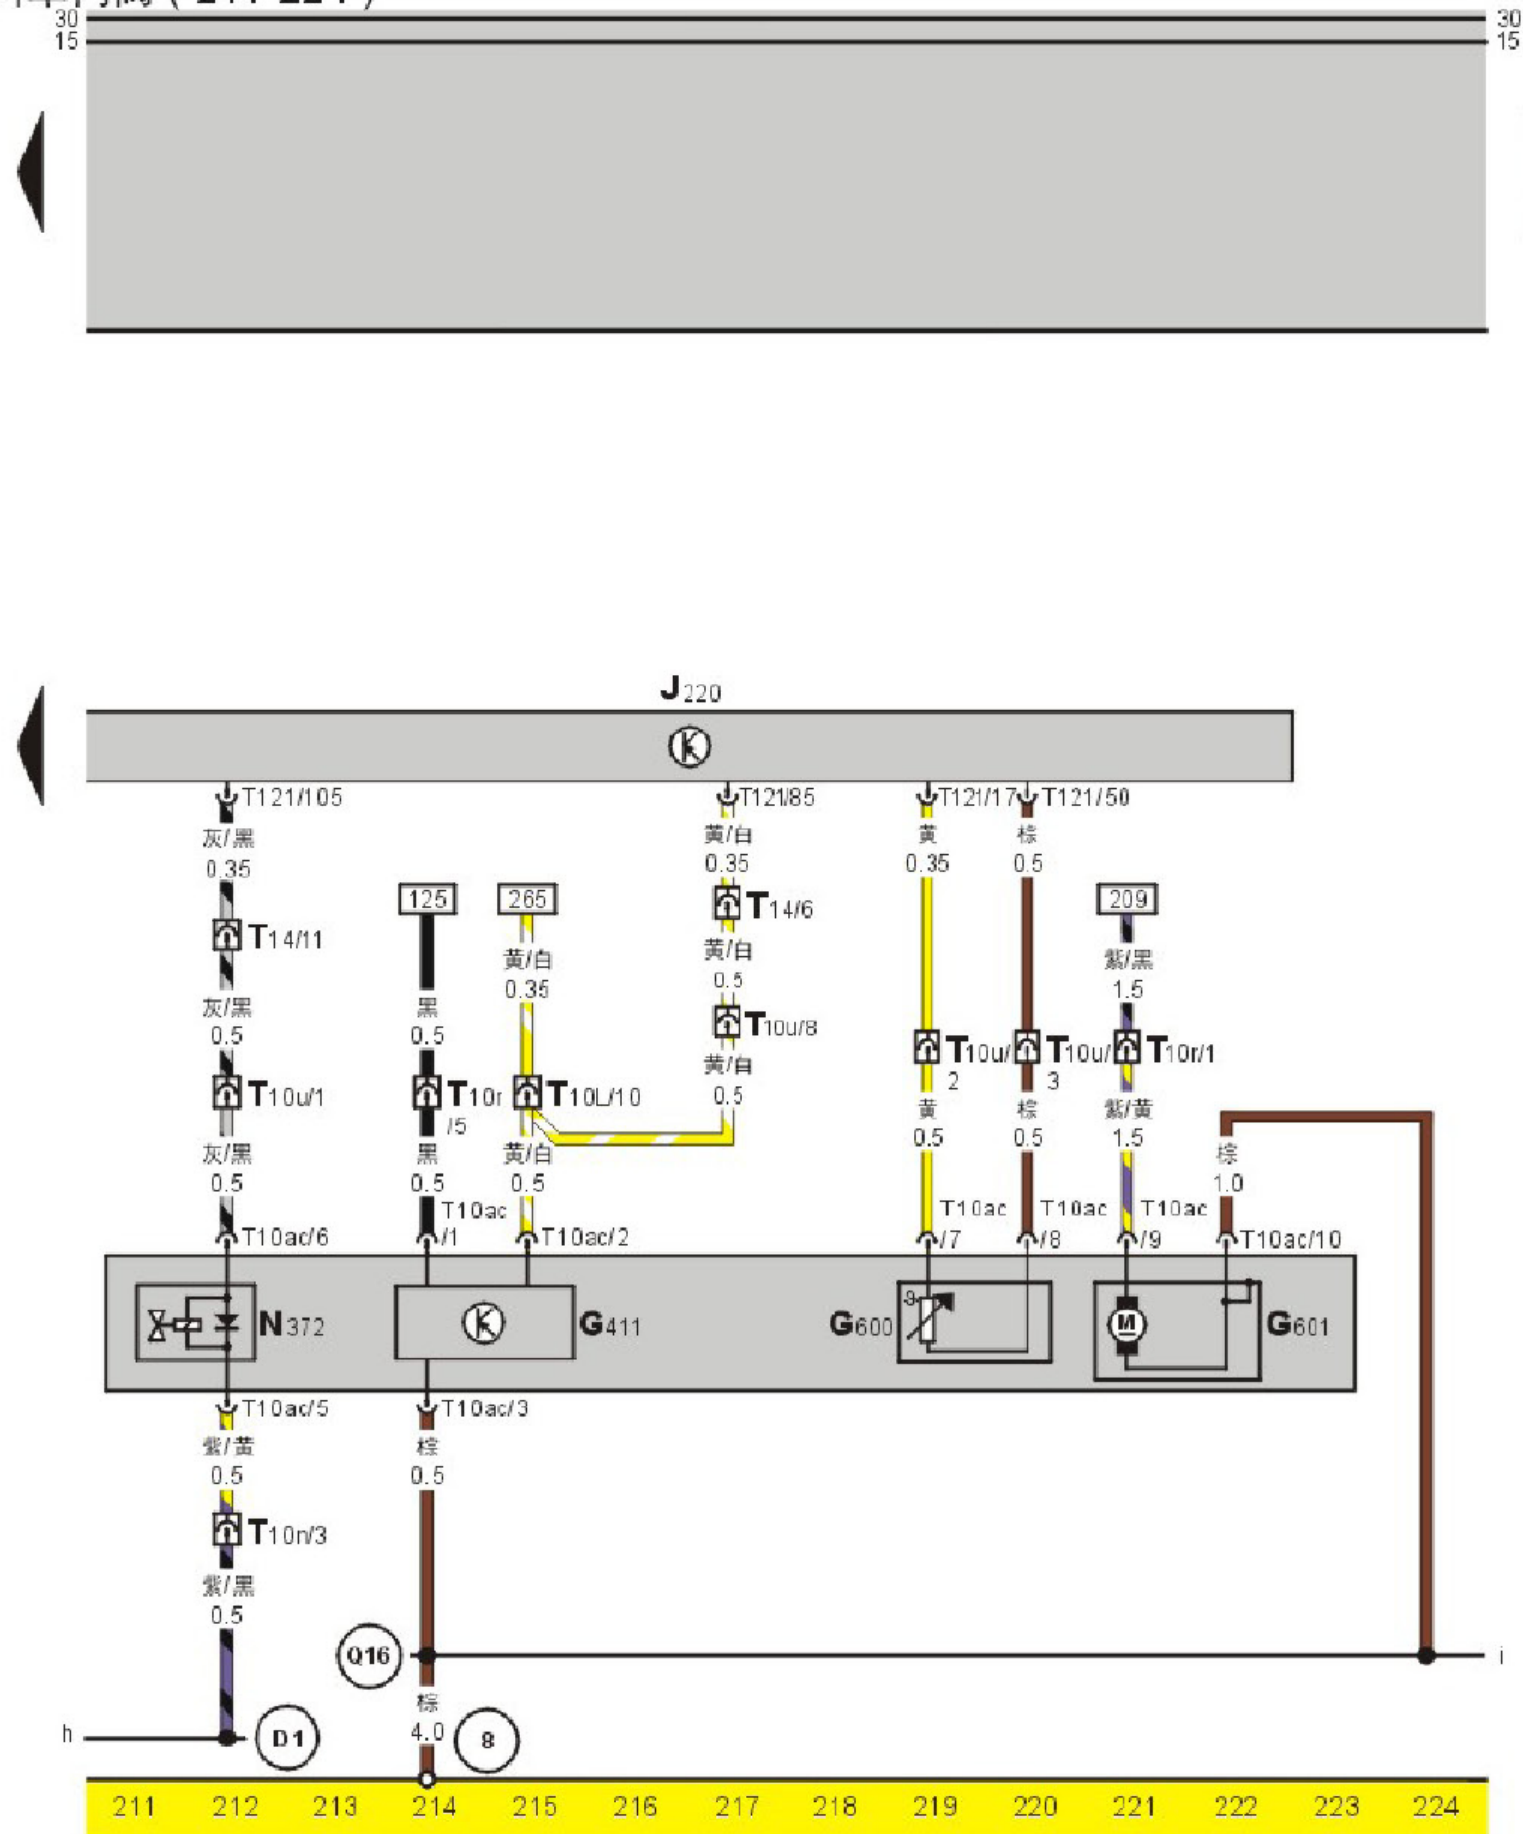 30 30
15 15
J220
T121/105 T121/85 T121/17 T121/50
灰/黑 黄/白 黄 棕
0.35 0.35 0.35 0.5
125 265 T14/6 209
T14/11 黄/白 黄/白 紫/黑
0.35 0.5 1.5
灰/黑 黑 T10u/8
0.5 0.5 T10u/2 T10u/3 T10r/1
黄/白
T10u/1 T10r/5 T10L/10 0.5 黄 棕 紫/黄
0.5 0.5 1.5
灰/黑 黑 黄/白 棕
0.5 0.5 0.5 1.0
T10ac T10ac T10ac T10ac
T10ac/6 /1 T10ac/2 /7 /8 /9 T10ac/10
N372 G411 G600 M G601
T10ac/5 T10ac/3
紫/黄 棕
0.5 0.5
T10n/3
紫/黑
0.5
Q16 i
棕
h D1 4.0 8
211 212 213 214 215 216 217 218 219 220 221 222 223 224